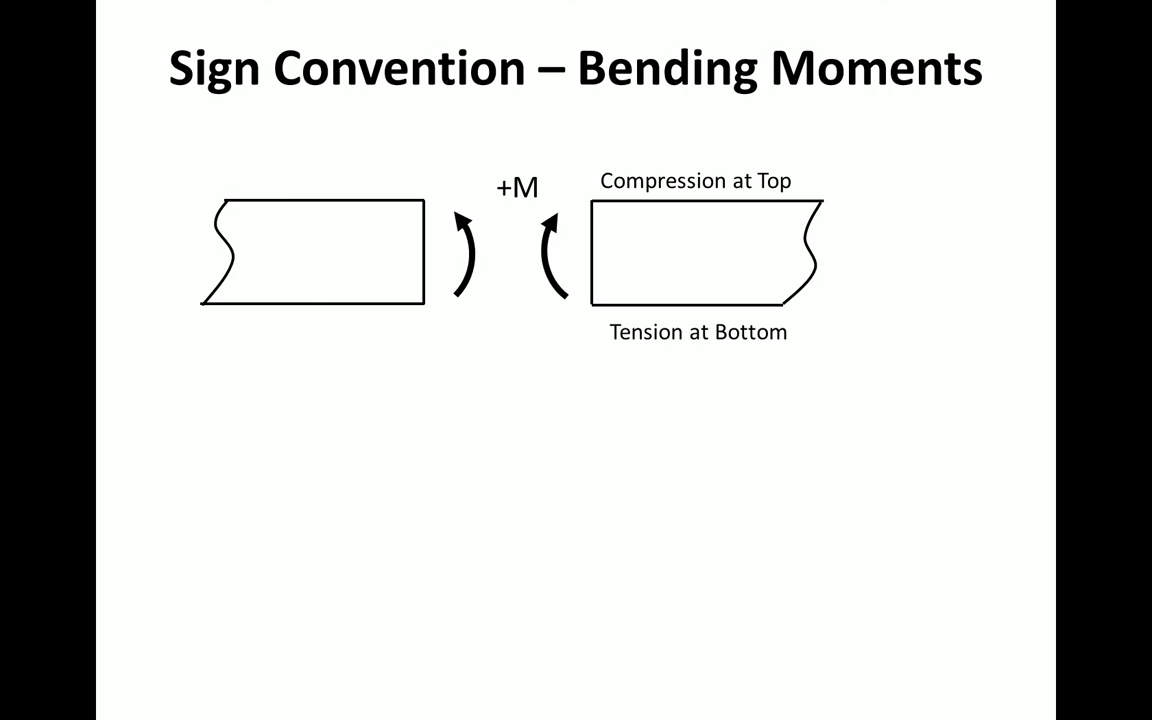 Sign Convention – Bending Moments
+M
Compression at Top
Tension at Bottom